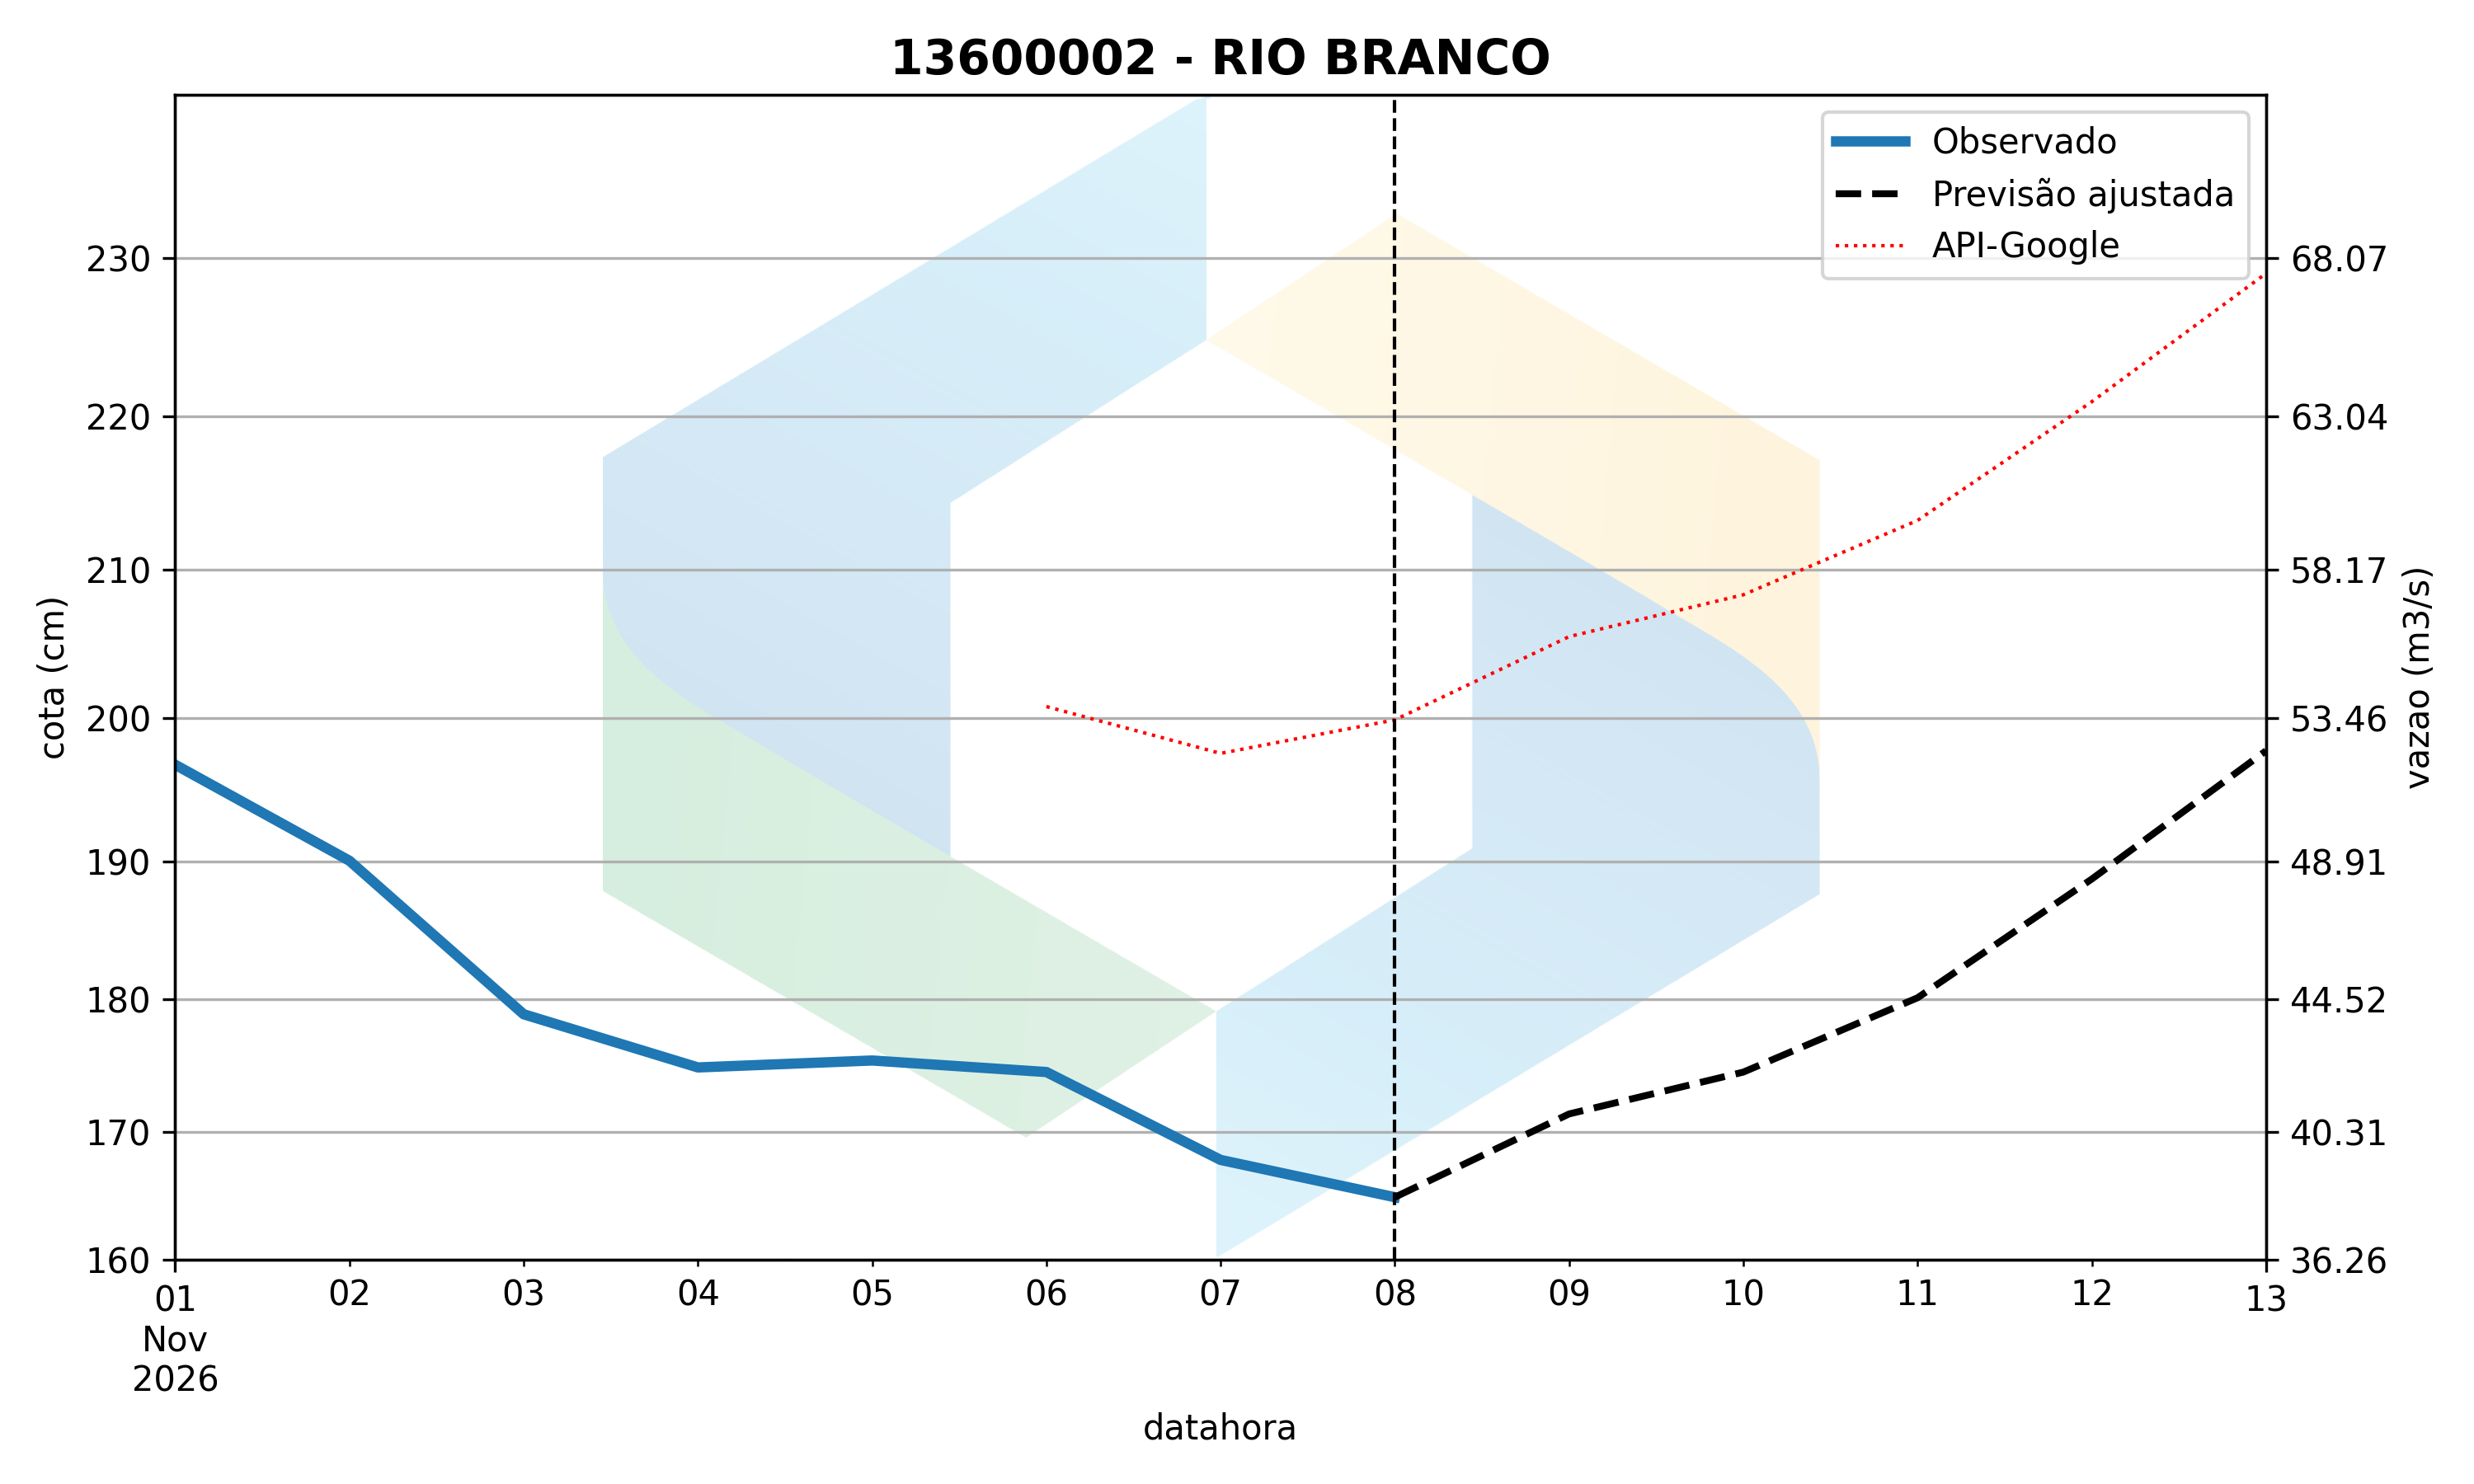 13600002 - RIO BRANCO
Observado
Previsão ajustada
API-Google
230
220
210
200
190
180
170
160
cota (cm)
68.07
63.04
58.17
53.46
48.91
44.52
40.31
36.26
vazao (m3/s)
01 02 03 04 05 06 07 08 09 10 11 12 13
Nov
2026
datahora